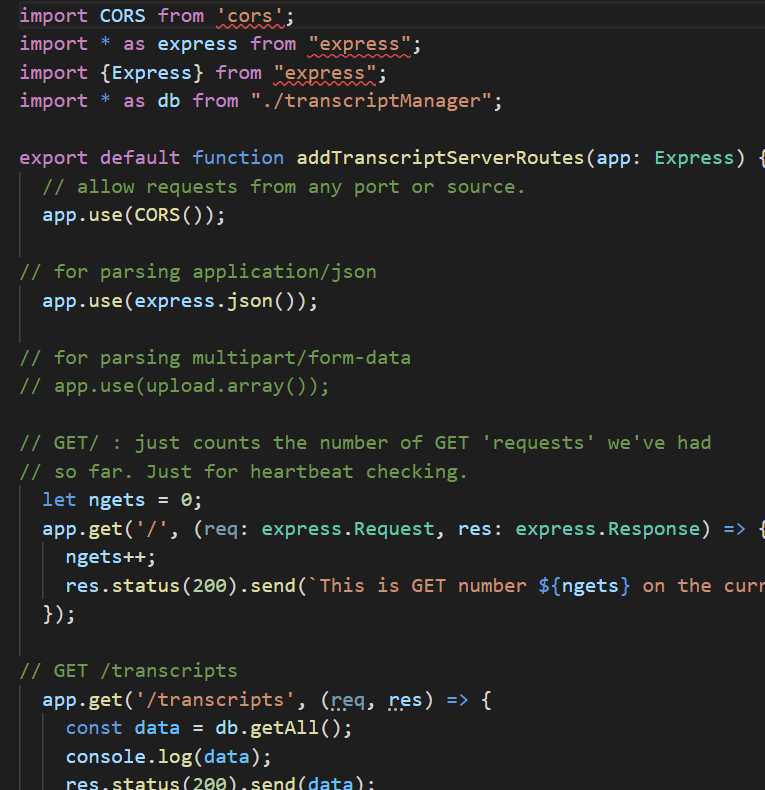 import CORS from 'cors';
import * as express from "express";
import {Express} from "express";
import * as db from "./transcriptManager";
export default function addTranscriptServerRoutes(app: Express) {
// allow requests from any port or source.
app.use(CORS());
// for parsing application/json
app.use(express.json());
// for parsing multipart/form-data
// app.use(upload.array());
// GET/ : just counts the number of GET 'requests' we've had
// so far. Just for heartbeat checking.
let ngets = 0;
app.get('/', (req: express.Request, res: express.Response) => {
ngets++;
res.status(200).send(`This is GET number ${ngets} on the curr
});
// GET /transcripts
app.get('/transcripts', (req, res) => {
const data = db.getAll();
console.log(data);
res.status(200).send(data);